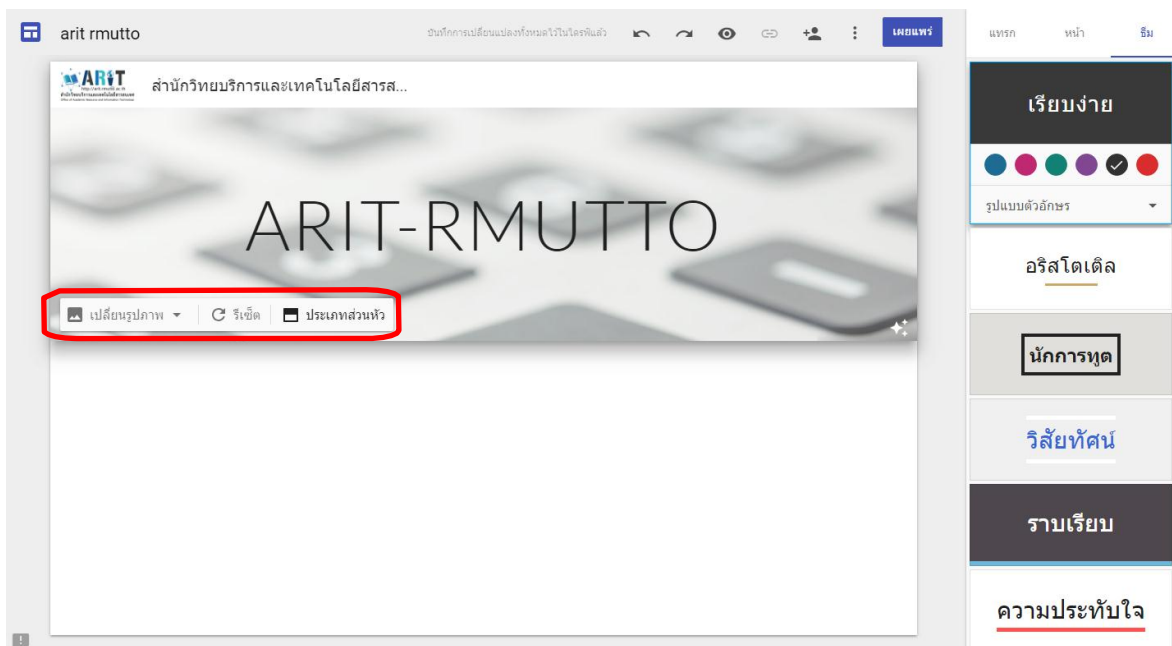 arit rmutto
บันทึกการเปลี่ยนแปลงทั้งหมดไว้ในไดรฟ์แล้ว
เผยแพร่
แทรก
หน้า
ธีม
ARiT
สำนักวิทยบริการและเทคโนโลยีสารส...
ARIT-RMUTTO
เปลี่ยนรูปภาพ
รีเซ็ต
ประเภทส่วนหัว
เรียบง่าย
รูปแบบตัวอักษร
อริสโตเติล
นักการทูต
วิสัยทัศน์
ราบเรียบ
ความประทับใจ